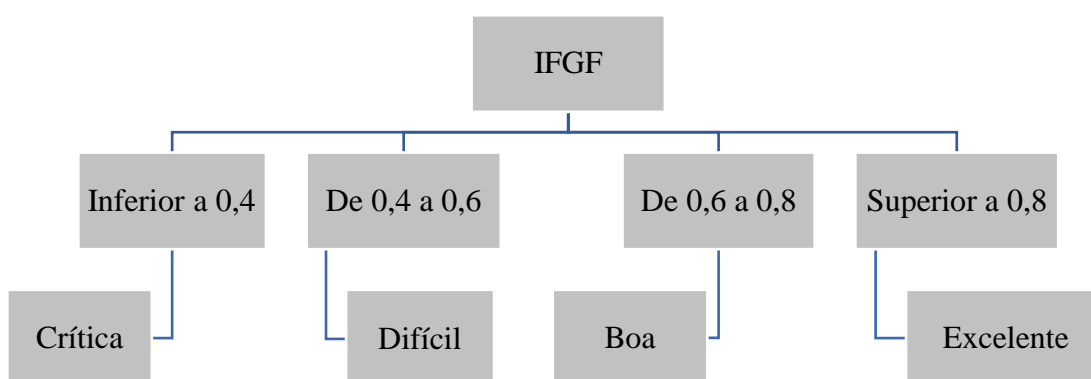 IFGF
Inferior a 0,4
De 0,4 a 0,6
De 0,6 a 0,8
Superior a 0,8
Crítica
Difícil
Boa
Excelente